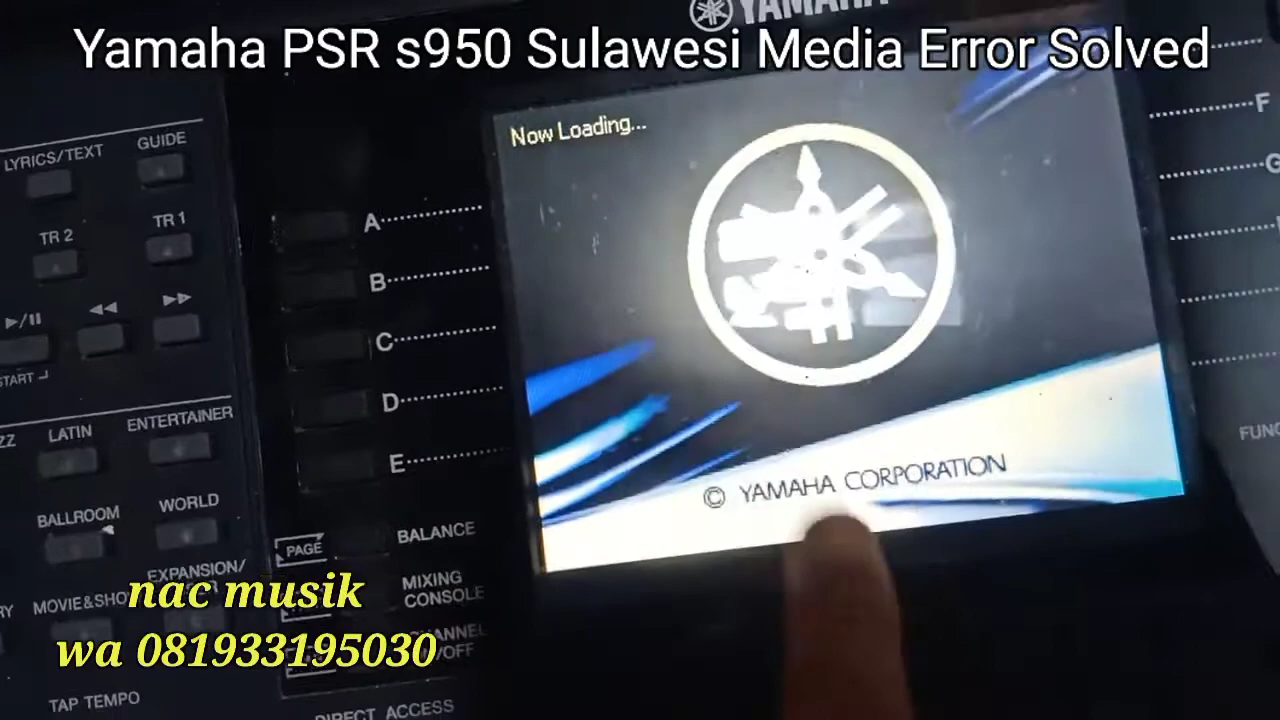 YAMAHA
Yamaha PSR s950 Sulawesi Media Error Solved
Now Loading...
LYRICS/TEXT
GUIDE
F
G
A
TR 2
TR 1
B
C
START
D
LATIN
ENTERTAINER
E
FUNC
© YAMAHA CORPORATION
BALLROOM
WORLD
PAGE
BALANCE
EXPANSION/
MIXING
CONSOLE
MOVIE&SHO
nac musik
wa 081933195030
TAP TEMPO
DIRECT ACCESS